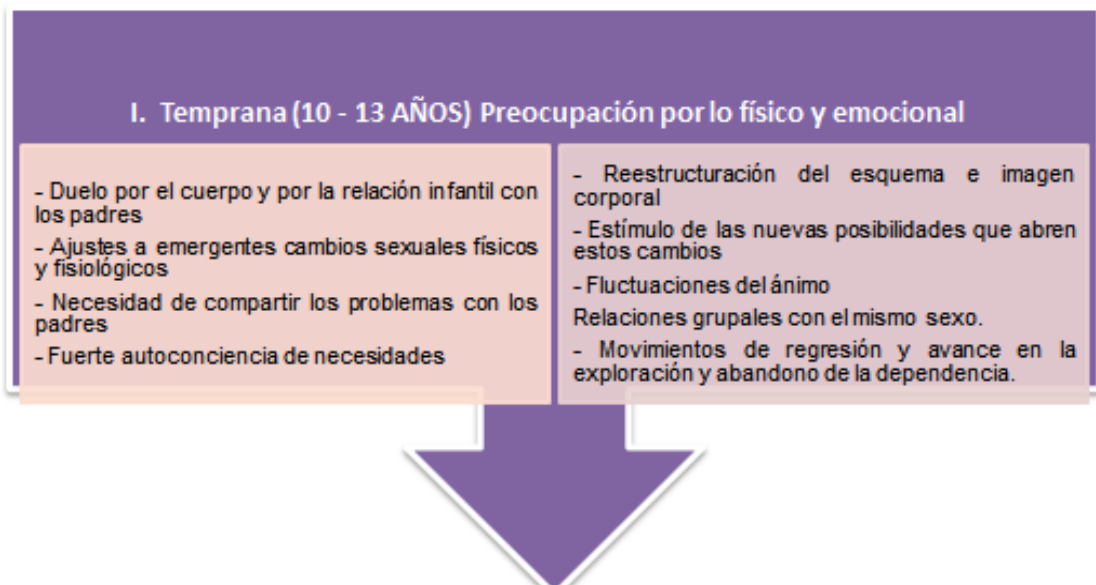 I. Temprana (10 - 13 AÑOS) Preocupación por lo físico y emocional
- Duelo por el cuerpo y por la relación infantil con
los padres
- Ajustes a emergentes cambios sexuales físicos
y fisiológicos
- Necesidad de compartir los problemas con los
padres
- Fuerte autoconciencia de necesidades
- Reestructuración del esquema e imagen
corporal
- Estímulo de las nuevas posibilidades que abren
estos cambios
- Fluctuaciones del ánimo
Relaciones grupales con el mismo sexo.
- Movimientos de regresión y avance en la
exploración y abandono de la dependencia.